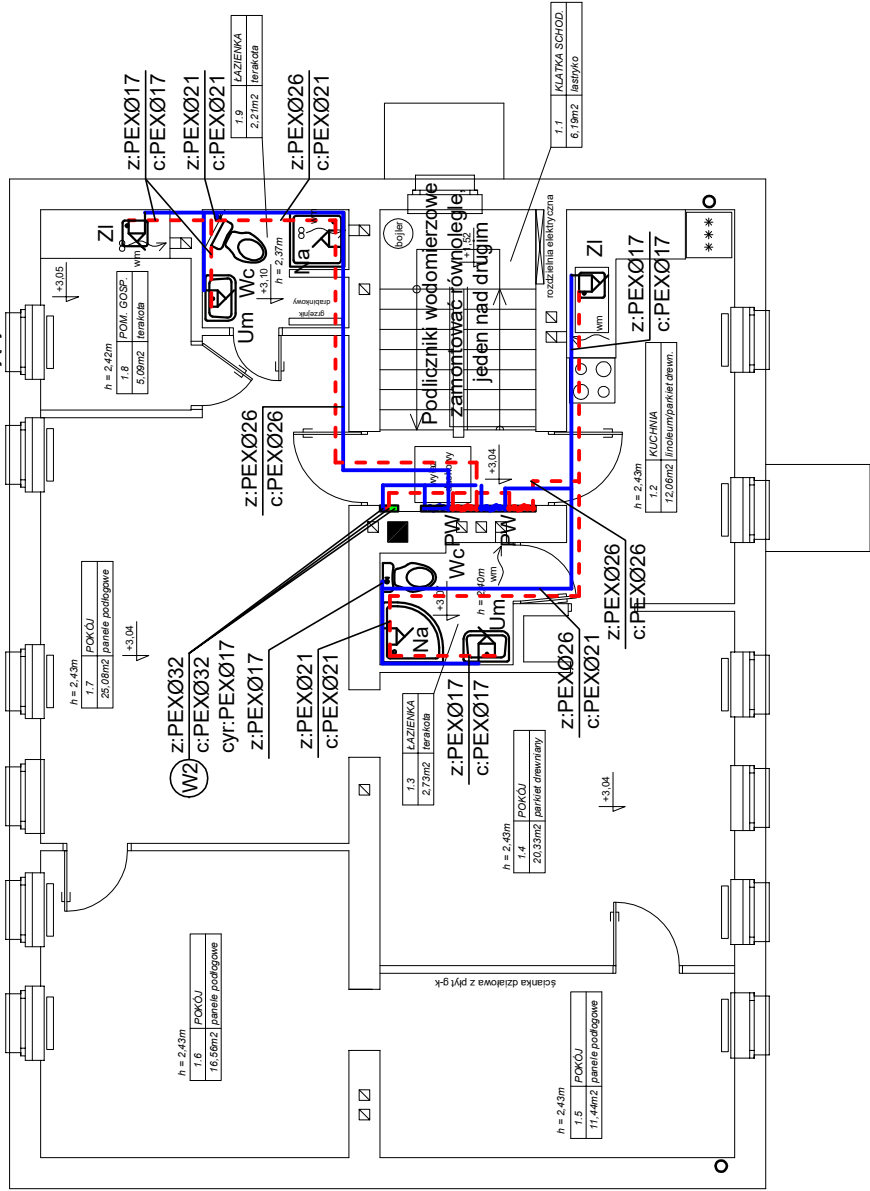 z:PEXØ17
c:PEXØ17
z:PEXØ21
c:PEXØ21
1.9 ŁAZIENKA
2,21m2 terakota
z:PEXØ26
c:PEXØ21
1.1 KLATKA SCHOD.
6,19m2 lastryko
+3,05
Zl
wm
h = 2,42m
1.8 POM. GOSP.
5,09m2 terakota
Um
Wc
+3,10
h = 2,37m
Na
wm
grzejnik
drabinkowy
bojler
Podliczniki wodomierzowe
zamontować równolegle,
jeden nad drugim
+1,52
rozdzielnia elektryczna
Zl
wm
***
z:PEXØ17
c:PEXØ17
z:PEXØ26
c:PEXØ26
+3,04
h = 2,43m
1.2 KUCHNIA
12,06m2 linoleum/parkiet drewn.
h = 2,43m
1.7 POKÓJ
25,08m2 panele podłogowe
+3,04
W2
z:PEXØ32
c:PEXØ32
cyr:PEXØ17
z:PEXØ17
z:PEXØ21
c:PEXØ21
Wc
PW
PW
wm
h = 2,40m
Na
Um
z:PEXØ26
c:PEXØ26
z:PEXØ26
c:PEXØ21
1.3 ŁAZIENKA
2,73m2 terakota
z:PEXØ17
c:PEXØ17
h = 2,43m
1.4 POKÓJ
20,33m2 parkiet drewniany
+3,04
h = 2,43m
1.6 POKÓJ
16,56m2 panele podłogowe
ścianka działowa z płyt g-k
h = 2,43m
1.5 POKÓJ
11,44m2 panele podłogowe